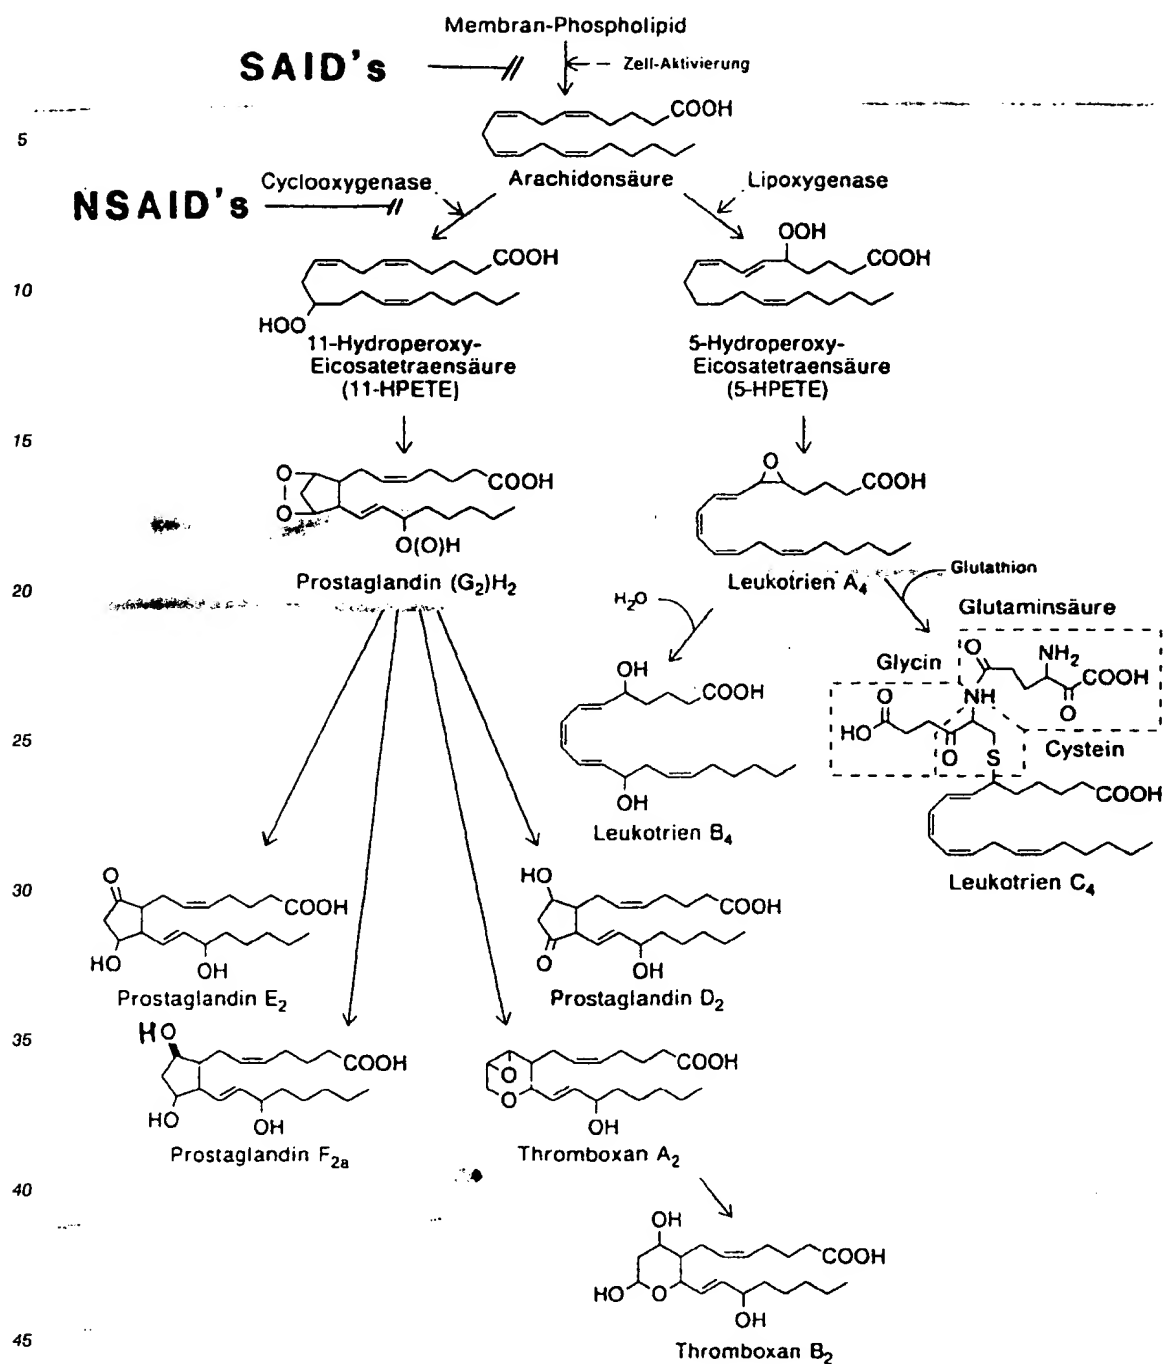 Membran-Phospholipid
SAID's
Zell-Aktivierung
COOH
5
Arachidonsäure
Cyclooxygenase
Lipoxygenase
NSAID's
OOH
COOH
COOH
10
HOO
11-Hydroperoxy-
Eicosatetraensäure
(11-HPETE)
5-Hydroperoxy-
Eicosatetraensäure
(5-HPETE)
15
O
O
COOH
O
COOH
O(O)H
Prostaglandin (G₂)H₂
Leukotrien A₄
Glutathion
20
H₂O
Glutaminsäure
OH
COOH
Glycin
O
NH₂
COOH
O
NH
O
HO
O
25
Cystein
S
OH
COOH
Leukotrien B₄
Leukotrien C₄
30
O
COOH
HO
OH
Prostaglandin E₂
HO
COOH
O
OH
Prostaglandin D₂
35
HO
COOH
HO
OH
Prostaglandin F₂ₐ
O
O
COOH
OH
Thromboxan A₂
40
OH
COOH
HO
O
OH
45
Thromboxan B₂